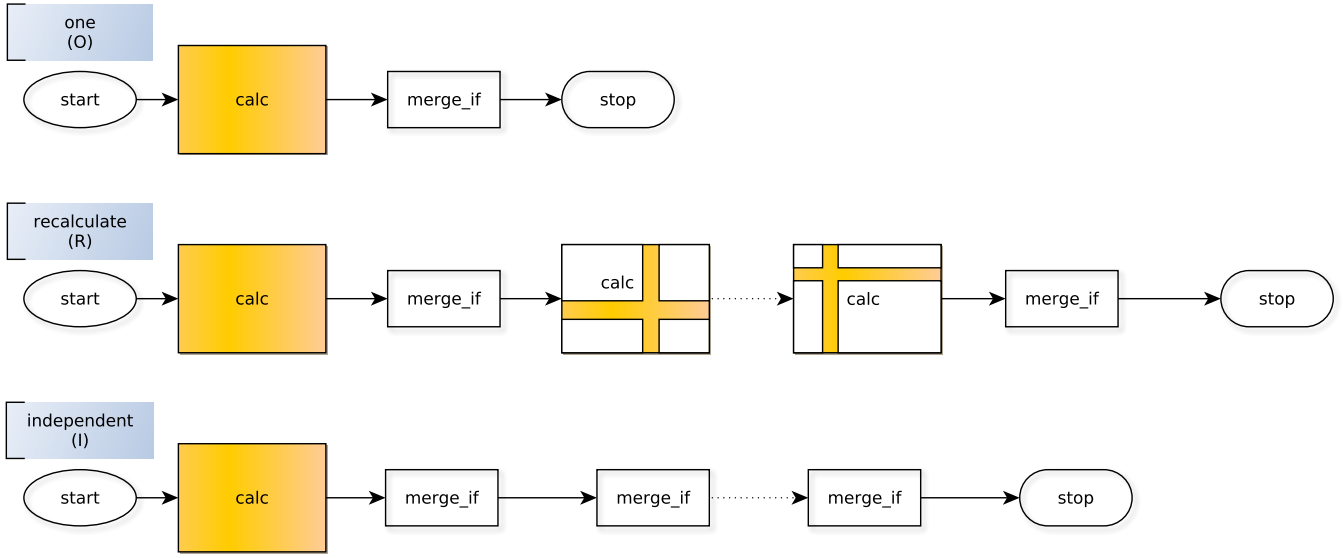 one
(O)
start
calc
merge_if
stop
recalculate
(R)
start
calc
merge_if
calc
calc
merge_if
stop
independent
(I)
start
calc
merge_if
merge_if
merge_if
stop